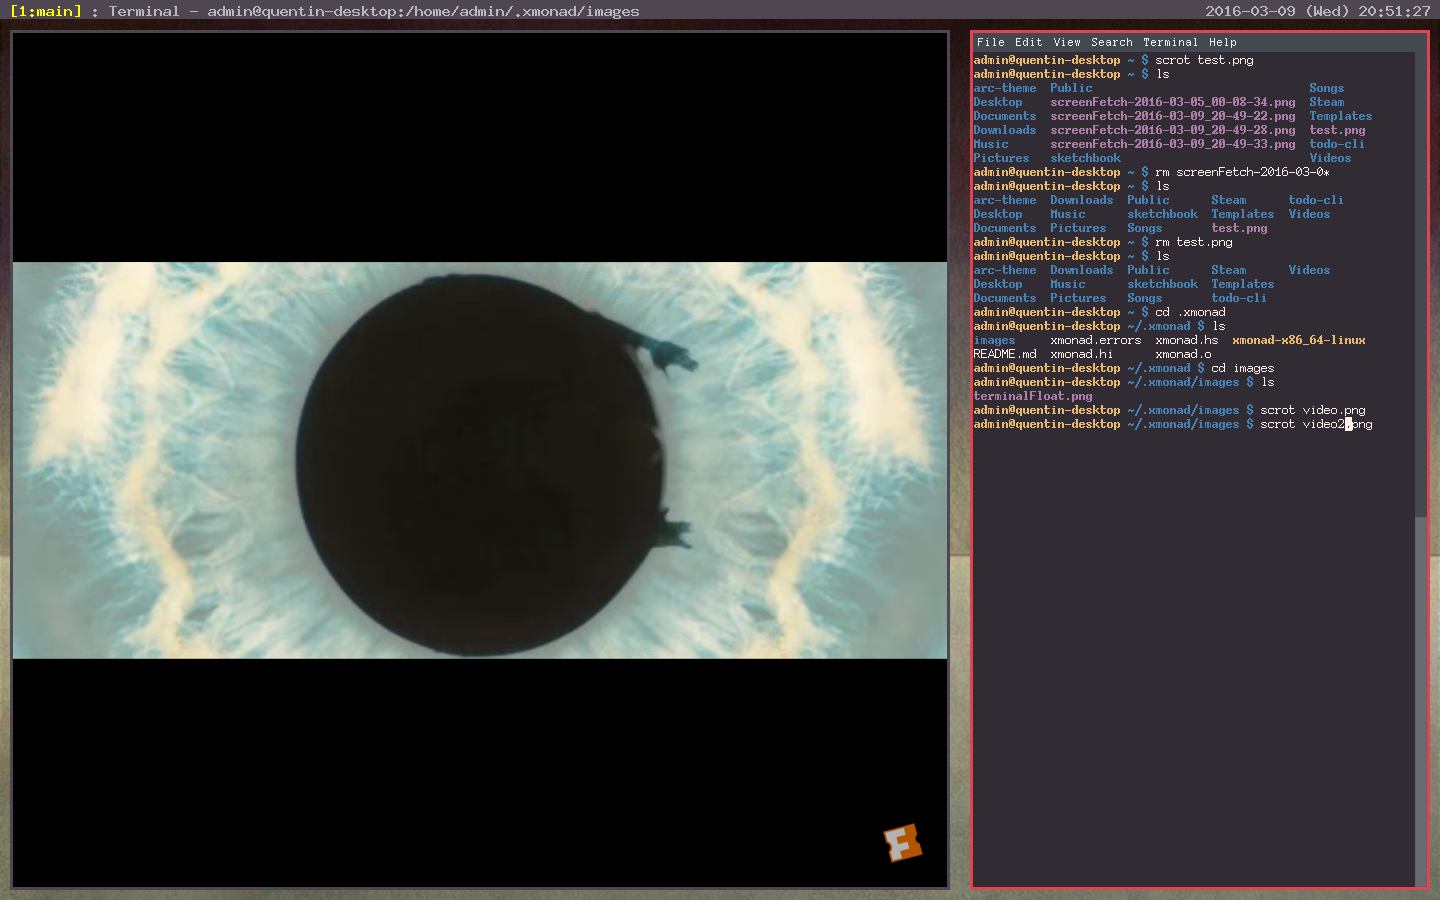 [1:main] : Terminal - admin@quentin-desktop:/home/admin/.xmonad/images 2016-03-09 (Wed) 20:51:27
File Edit View Search Terminal Help
admin@quentin-desktop ~ $ scrot test.png
admin@quentin-desktop ~ $ ls
arc-theme Public Songs
Desktop screenFetch-2016-03-05_00-08-34.png Steam
Documents screenFetch-2016-03-09_20-49-22.png Templates
Downloads screenFetch-2016-03-09_20-49-28.png test.png
Music screenFetch-2016-03-09_20-49-33.png todo-cli
Pictures sketchbook Videos
admin@quentin-desktop ~ $ rm screenFetch-2016-03-0*
admin@quentin-desktop ~ $ ls
arc-theme Downloads Public Steam todo-cli
Desktop Music sketchbook Templates Videos
Documents Pictures Songs test.png
admin@quentin-desktop ~ $ rm test.png
admin@quentin-desktop ~ $ ls
arc-theme Downloads Public Steam Videos
Desktop Music sketchbook Templates
Documents Pictures Songs todo-cli
admin@quentin-desktop ~ $ cd .xmonad
admin@quentin-desktop ~/.xmonad $ ls
images xmonad.errors xmonad.hs xmonad-x86_64-linux
README.md xmonad.hi xmonad.o
admin@quentin-desktop ~/.xmonad $ cd images
admin@quentin-desktop ~/.xmonad/images $ ls
terminalFloat.png
admin@quentin-desktop ~/.xmonad/images $ scrot video.png
admin@quentin-desktop ~/.xmonad/images $ scrot video2.png
F